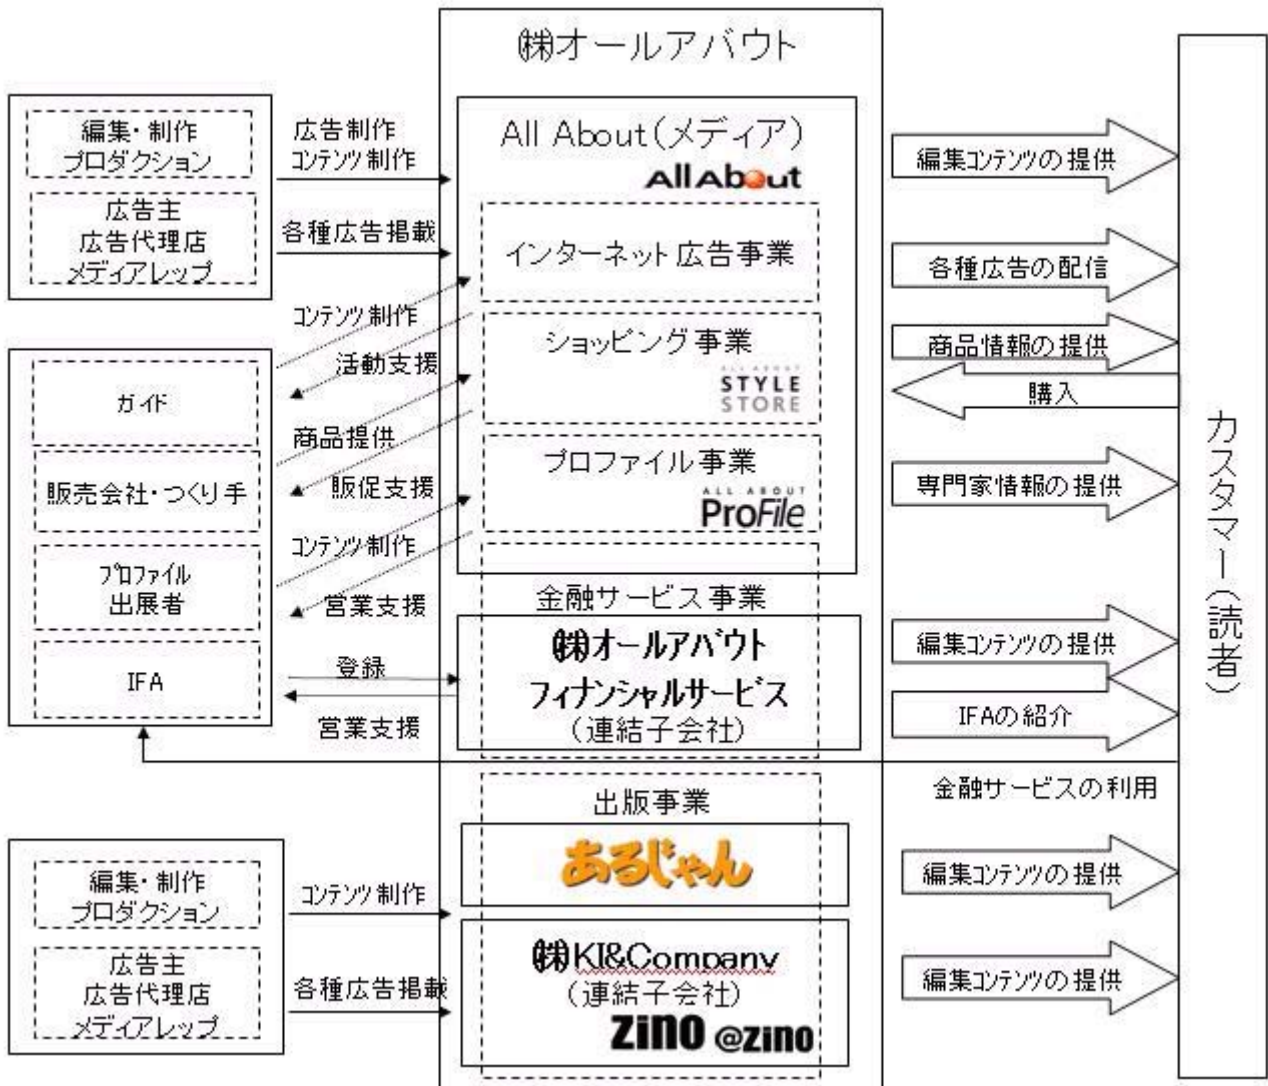 ㈱オールアバウト
編集・制作
プロダクション
広告主
広告代理店
メディアレップ
広告制作
コンテンツ制作
各種広告掲載
All About(メディア)
All About
インターネット広告事業
ショッピング事業
ALL ABOUT
STYLE
STORE
プロファイル事業
ALL ABOUT
ProFile
コンテンツ制作
活動支援
商品提供
販促支援
コンテンツ制作
営業支援
登録
営業支援
ガイド
販売会社・つくり手
プロファイル
出展者
IFA
金融サービス事業
㈱オールアバウト
フィナンシャルサービス
(連結子会社)
編集コンテンツの提供
各種広告の配信
商品情報の提供
購入
専門家情報の提供
編集コンテンツの提供
IFAの紹介
金融サービスの利用
カスタマー(読者)
編集・制作
プロダクション
広告主
広告代理店
メディアレップ
コンテンツ制作
各種広告掲載
出版事業
あるじゃん
㈱KI&Company
(連結子会社)
ZINO @ZINO
編集コンテンツの提供
編集コンテンツの提供